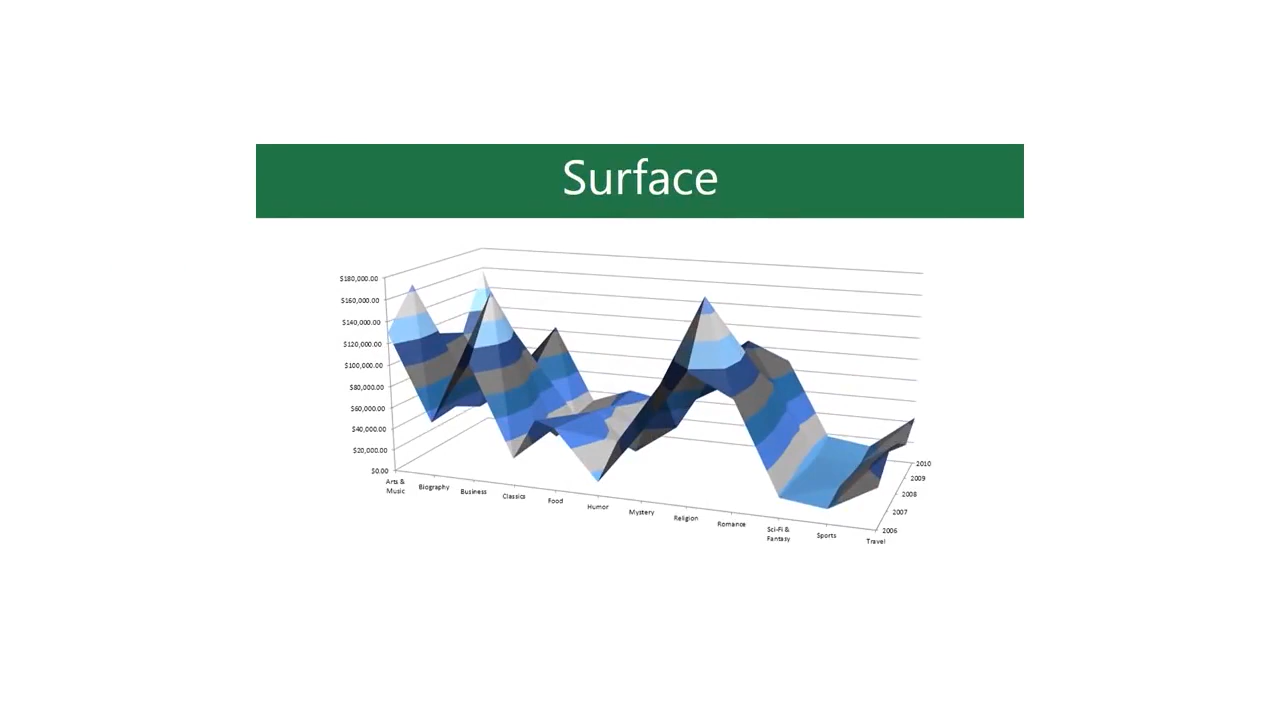 Surface
$180,000.00
$160,000.00
$140,000.00
$120,000.00
$100,000.00
$80,000.00
$60,000.00
$40,000.00
$20,000.00
$0.00
Arts &
Music
Biography
Business
Classics
Food
Humor
Mystery
Religion
Romance
Sci-Fi &
Fantasy
Sports
Travel
2010
2009
2008
2007
2006